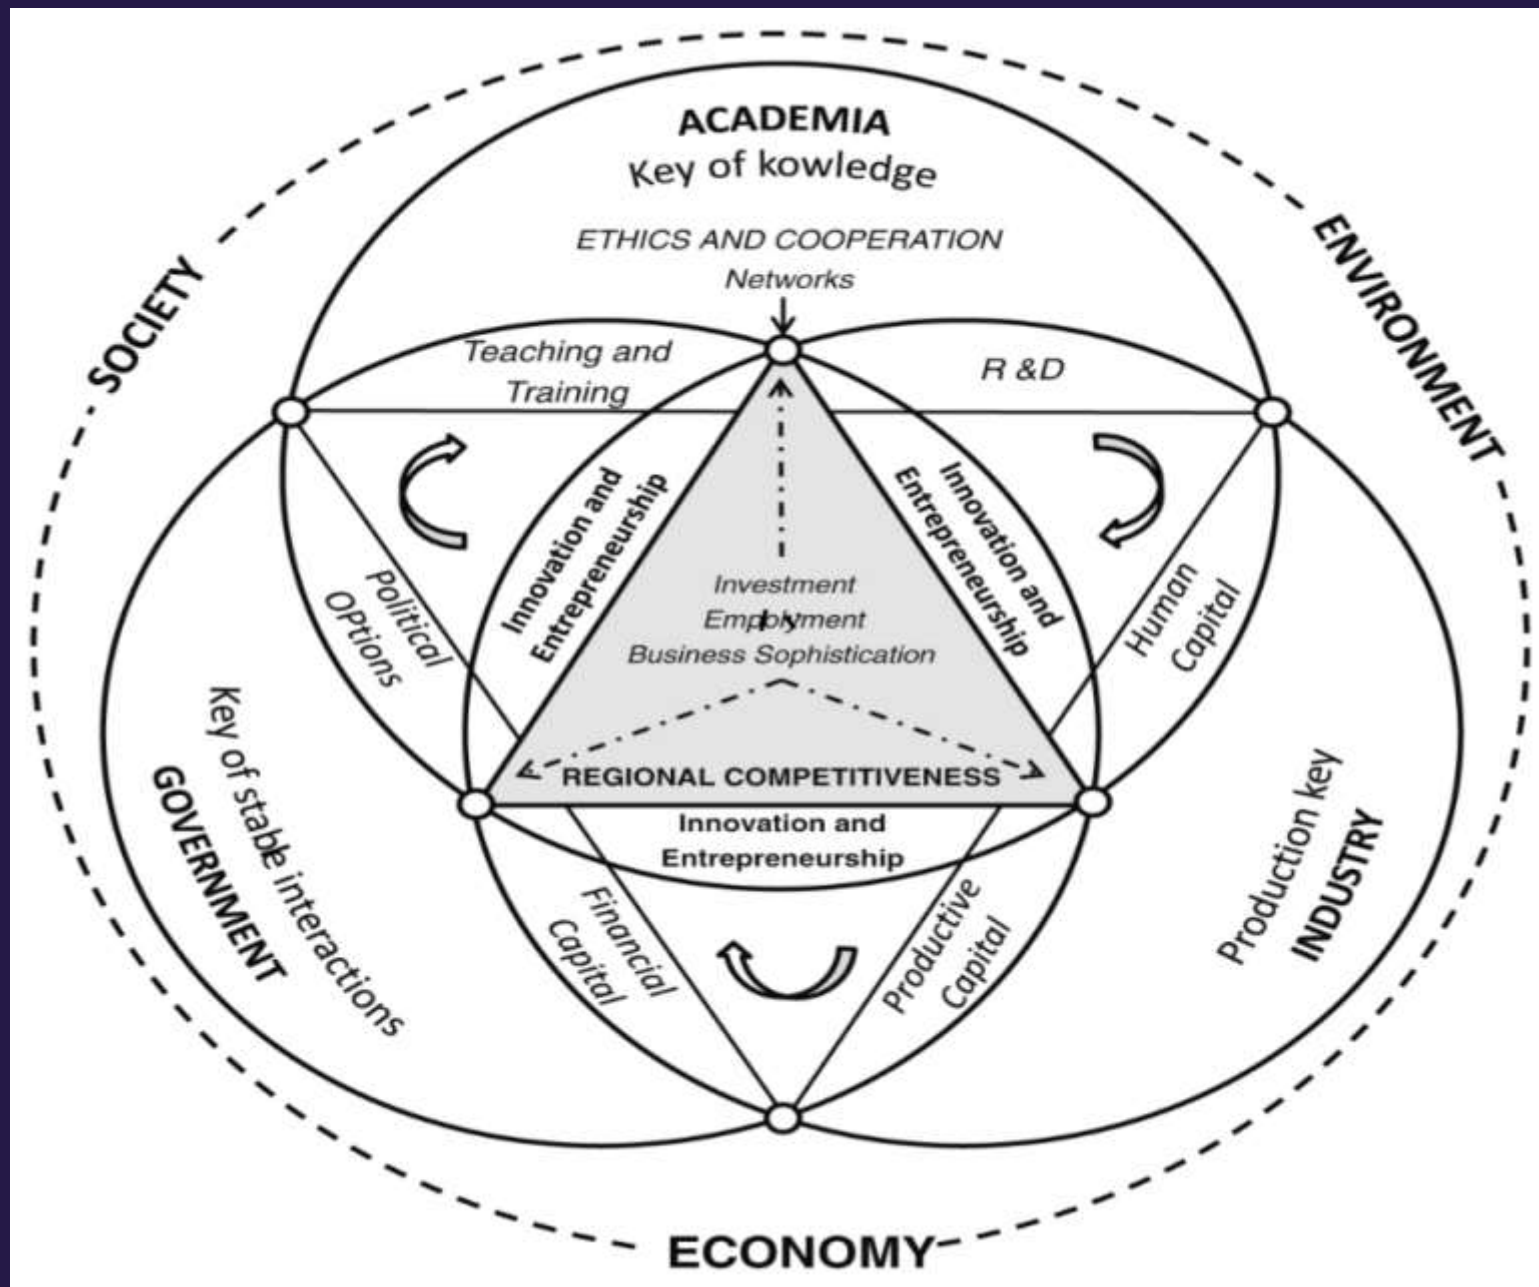 ACADEMIA
Key of kowledge
ETHICS AND COOPERATION
Networks
SOCIETY
ENVIRONMENT
Teaching and
Training
R &D
Innovation and
Entrepreneurship
Innovation and
Entrepreneurship
Political
OPtions
Human
Capital
Investment
Business Sophistication
REGIONAL COMPETITIVENESS
Innovation and
Entrepreneurship
Key of stable interactions
GOVERNMENT
Production key
INDUSTRY
Financial
Capital
Productive
Capital
ECONOMY